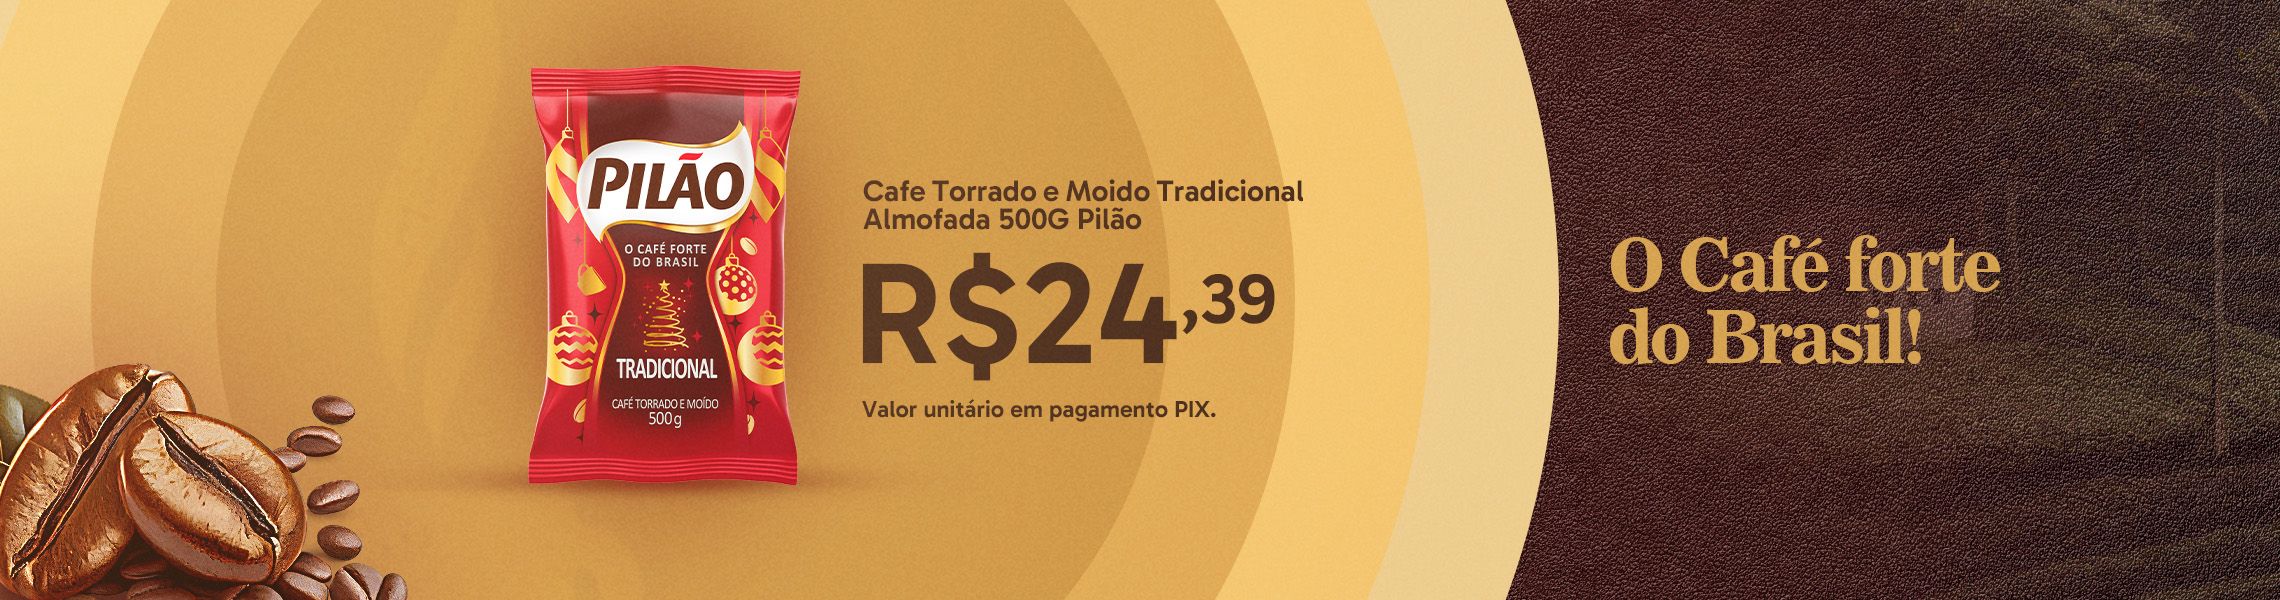 PILÃO
O CAFÉ FORTE
DO BRASIL
TRADICIONAL
CAFÉ TORRADO E MOÍDO
500g
Cafe Torrado e Moido Tradicional
Almofada 500G Pilão
R$24,39
Valor unitário em pagamento PIX.
O Café forte
do Brasil!